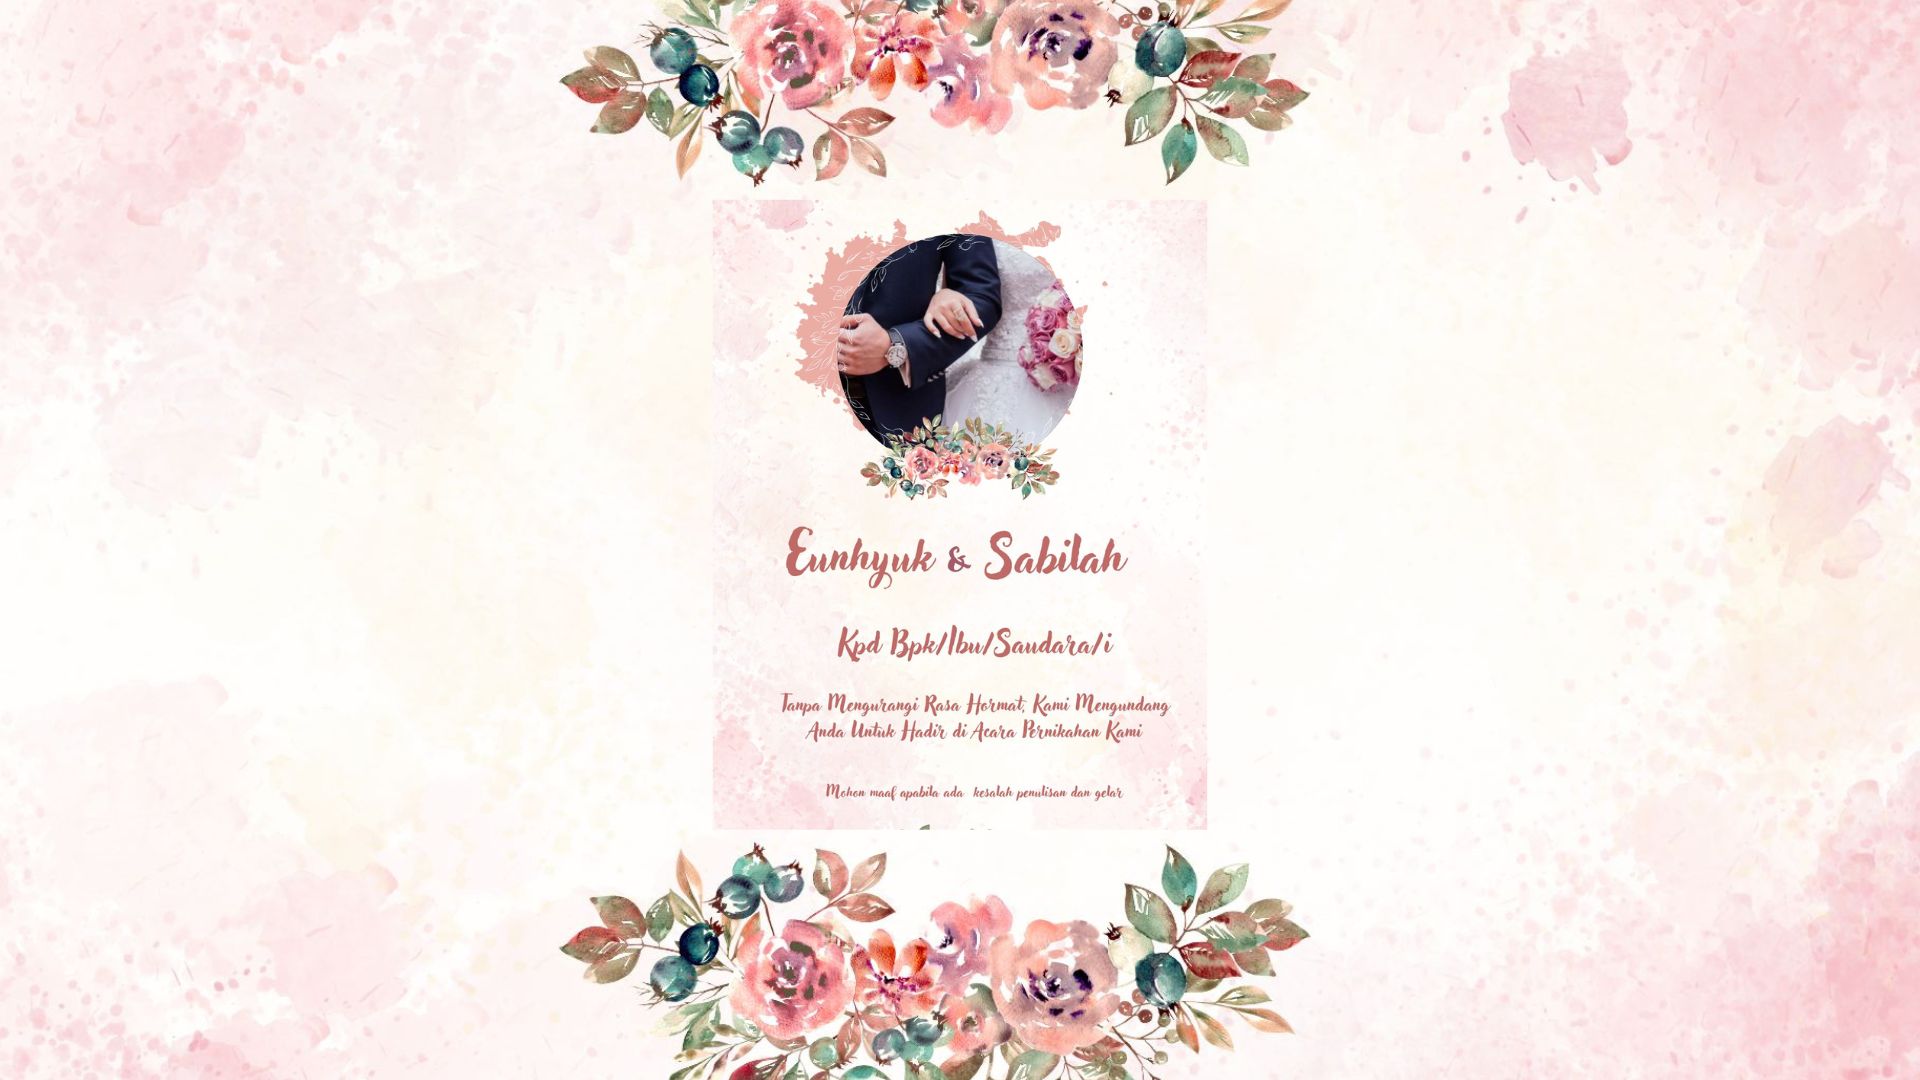 Eunhyuk & Sabilah
Kpd Bpk/Ibu/Saudara/i
Tanpa Mengurangi Rasa Hormat, Kami Mengundang
Anda Untuk Hadir di Acara Pernikahan Kami
Mohon maaf apabila ada kesalah penulisan dan gelar